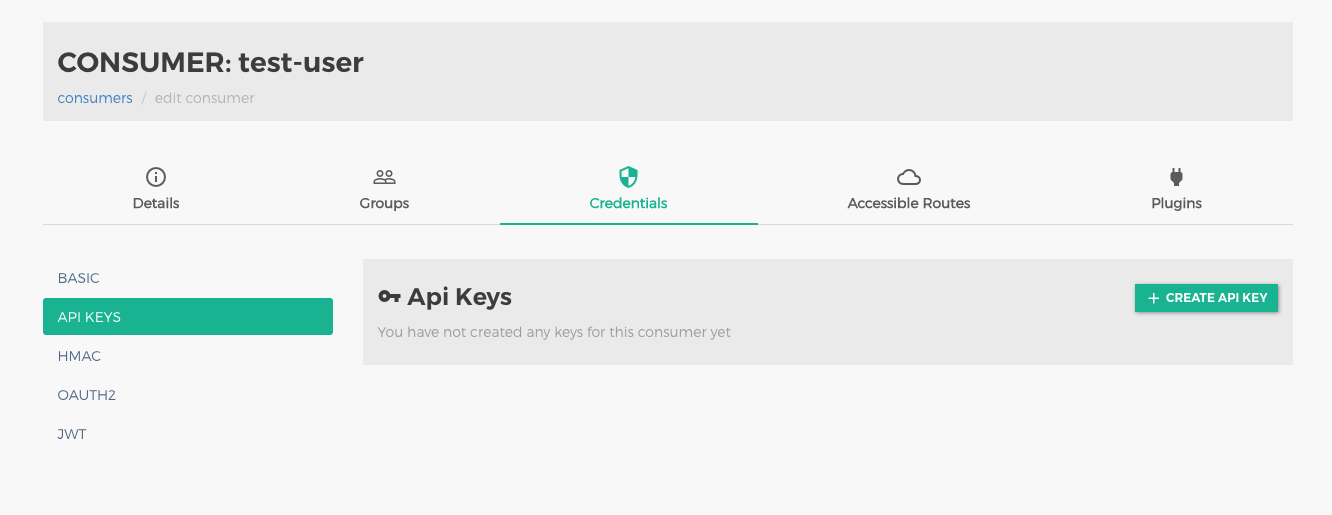 CONSUMER: test-user
consumers / edit consumer
Details
Groups
Credentials
Accessible Routes
Plugins
BASIC
API KEYS
HMAC
OAUTH2
JWT
Api Keys
+ CREATE API KEY
You have not created any keys for this consumer yet